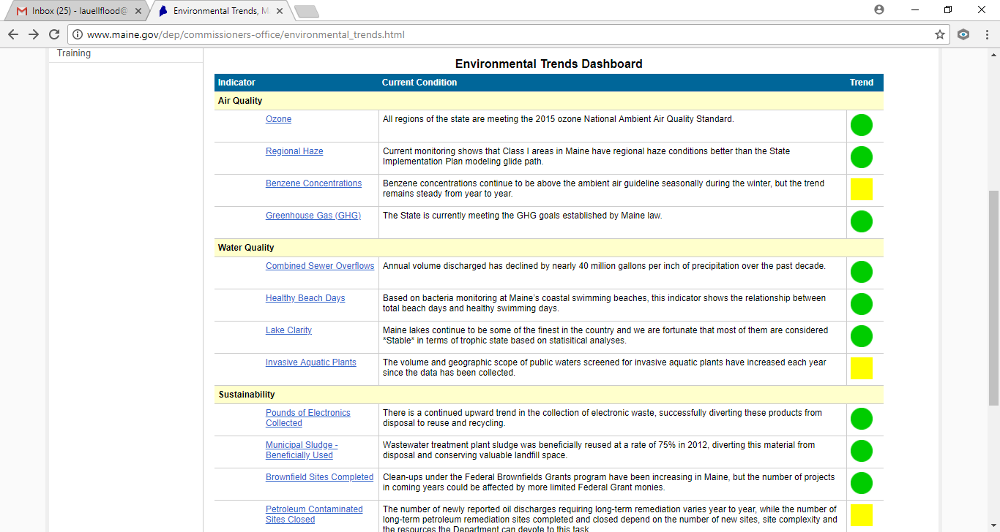 Inbox (25) - lauellflood@
Environmental Trends, M
www.maine.gov/dep/commissioners-office/environmental_trends.html
Training
Environmental Trends Dashboard
Indicator Current Condition Trend
Air Quality
Ozone All regions of the state are meeting the 2015 ozone National Ambient Air Quality Standard.
Regional Haze Current monitoring shows that Class I areas in Maine have regional haze conditions better than the State
Implementation Plan modeling glide path.
Benzene Concentrations Benzene concentrations continue to be above the ambient air guideline seasonally during the winter, but the trend
remains steady from year to year.
Greenhouse Gas (GHG) The State is currently meeting the GHG goals established by Maine law.
Water Quality
Combined Sewer Overflows Annual volume discharged has declined by nearly 40 million gallons per inch of precipitation over the past decade.
Healthy Beach Days Based on bacteria monitoring at Maine's coastal swimming beaches, this indicator shows the relationship between
total beach days and healthy swimming days.
Lake Clarity Maine lakes continue to be some of the finest in the country and we are fortunate that most of them are considered
*Stable* in terms of trophic state based on statisitical analyses.
Invasive Aquatic Plants The volume and geographic scope of public waters screened for invasive aquatic plants have increased each year
since the data has been collected.
Sustainability
Pounds of Electronics There is a continued upward trend in the collection of electronic waste, successfully diverting these products from
Collected disposal to reuse and recycling.
Municipal Sludge - Wastewater treatment plant sludge was beneficially reused at a rate of 75% in 2012, diverting this material from
Beneficially Used disposal and conserving valuable landfill space.
Brownfield Sites Completed Clean-ups under the Federal Brownfields Grants program have been increasing in Maine, but the number of projects
in coming years could be affected by more limited Federal Grant monies.
Petroleum Contaminated The number of newly reported oil discharges requiring long-term remediation varies year to year, while the number of
Sites Closed long-term petroleum remediation sites completed and closed depend on the number of new sites, site complexity and
the resources the Department can devote to this task